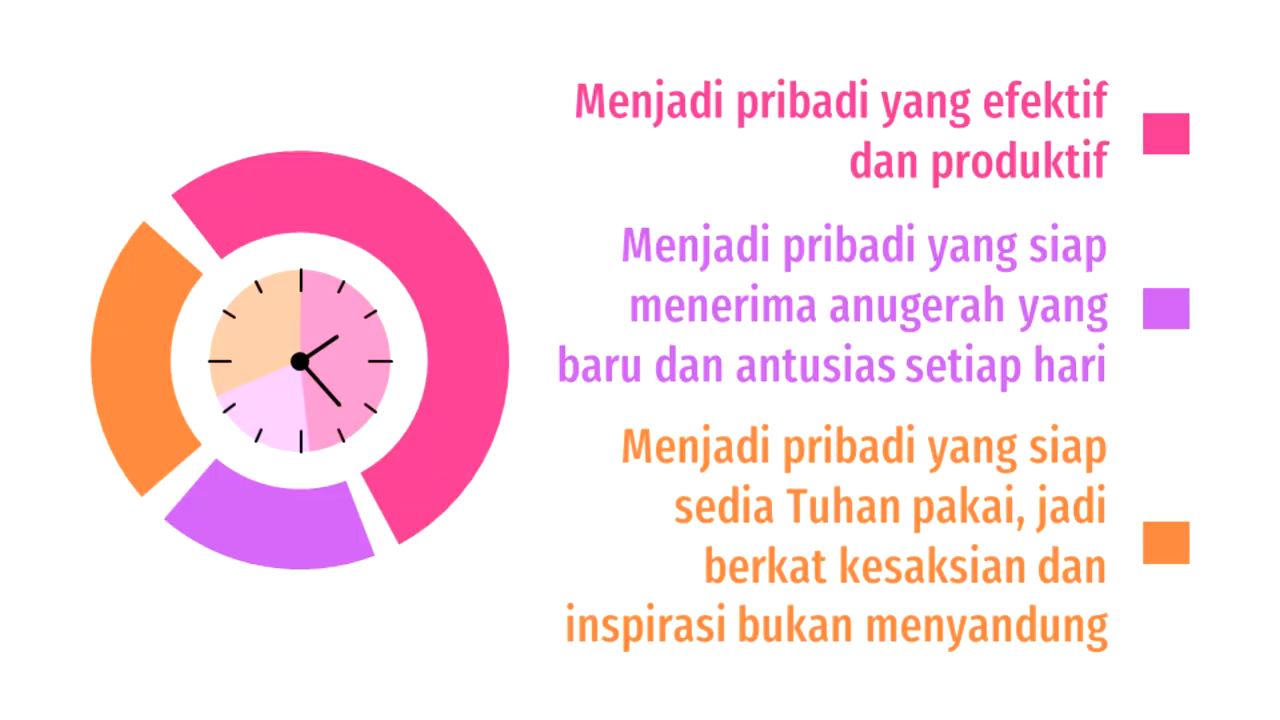 Menjadi pribadi yang efektif
dan produktif
Menjadi pribadi yang siap
menerima anugerah yang
baru dan antusias setiap hari
Menjadi pribadi yang siap
sedia Tuhan pakai, jadi
berkat kesaksian dan
inspirasi bukan menyandung